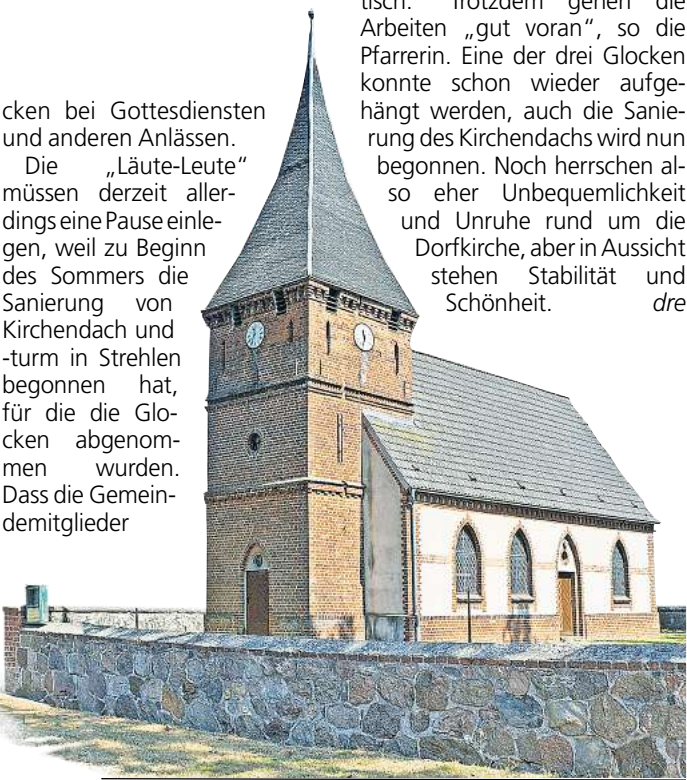 cken bei Gottesdiensten
und anderen Anlässen.
Die „Läute-Leute“
müssen derzeit aller-
dings eine Pause einle-
gen, weil zu Beginn
des Sommers die
Sanierung von
Kirchendach und
-turm in Strehlen
begonnen hat,
für die die Glo-
cken abgenom-
men wurden.
Dass die Gemein-
demitglieder
tisch.“ Trotzdem gehen die
Arbeiten „gut voran“, so die
Pfarrerin. Eine der drei Glocken
konnte schon wieder aufge-
hängt werden, auch die Sanie-
rung des Kirchendachs wird nun
begonnen. Noch herrschen al-
so eher Unbequemlichkeit
und Unruhe rund um die
Dorfkirche, aber in Aussicht
stehen Stabilität und
Schönheit. dre